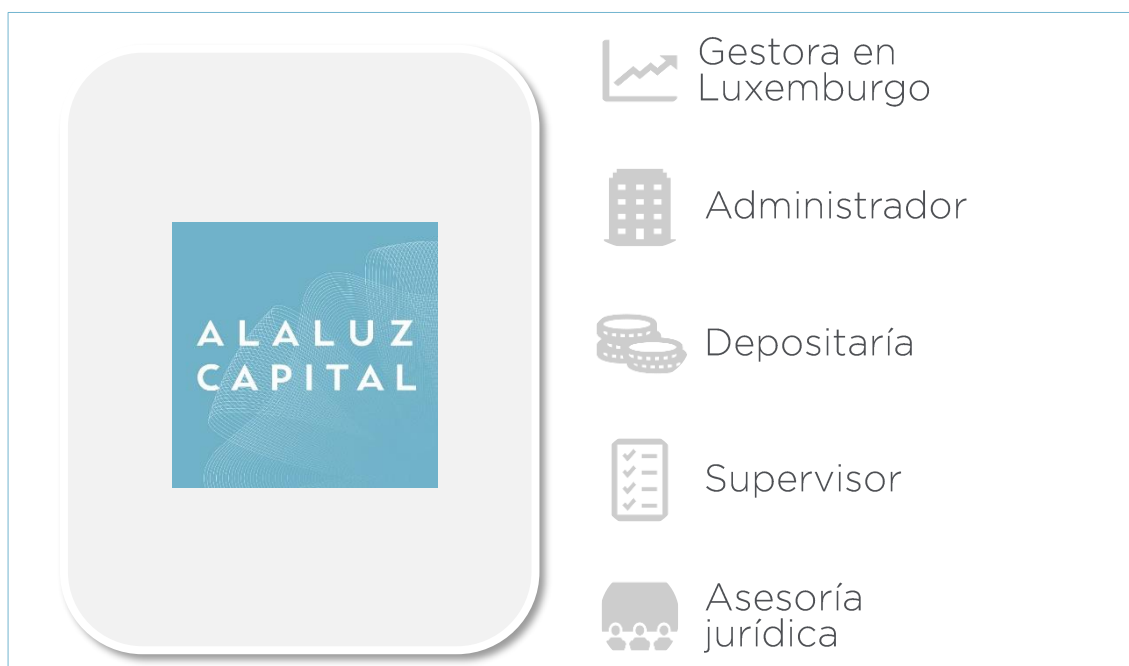 ALALUZ
CAPITAL
Gestora en
Luxemburgo
Administrador
Depositaría
Supervisor
Asesoría
jurídica